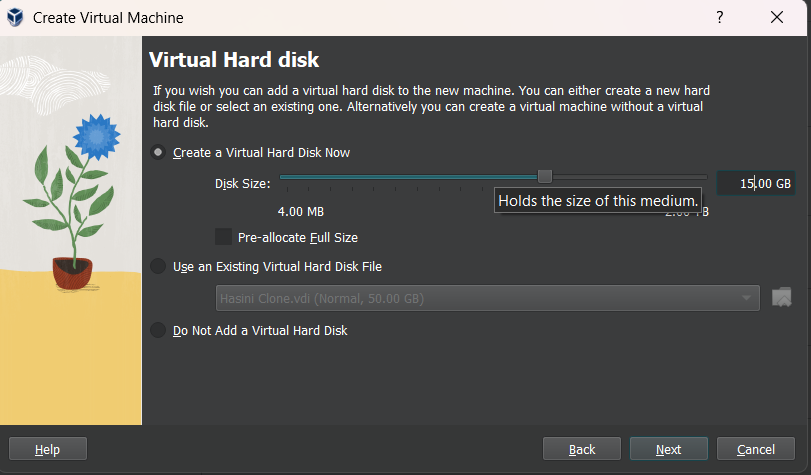 Create Virtual Machine
?
Virtual Hard disk
If you wish you can add a virtual hard disk to the new machine. You can either create a new hard
disk file or select an existing one. Alternatively you can create a virtual machine without a virtual
hard disk.
Create a Virtual Hard Disk Now
Disk Size:
15.00 GB
Holds the size of this medium.
4.00 MB
2.00 TB
Pre-allocate Full Size
Use an Existing Virtual Hard Disk File
Hasini Clone.vdi (Normal, 50.00 GB)
Do Not Add a Virtual Hard Disk
Help
Back
Next
Cancel